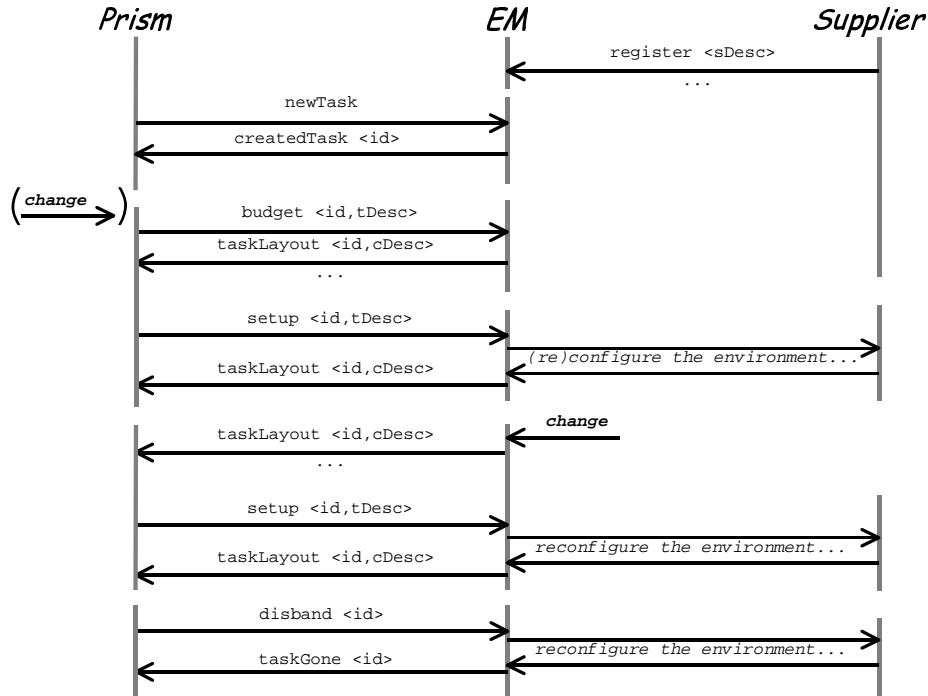 Prism EM Supplier
register <sDesc>
...
newTask
createdTask <id>
( change )
budget <id,tDesc>
taskLayout <id,cDesc>
...
setup <id,tDesc>
(re)configure the environment...
taskLayout <id,cDesc>
change
taskLayout <id,cDesc>
...
setup <id,tDesc>
reconfigure the environment...
taskLayout <id,cDesc>
disband <id>
reconfigure the environment...
taskGone <id>